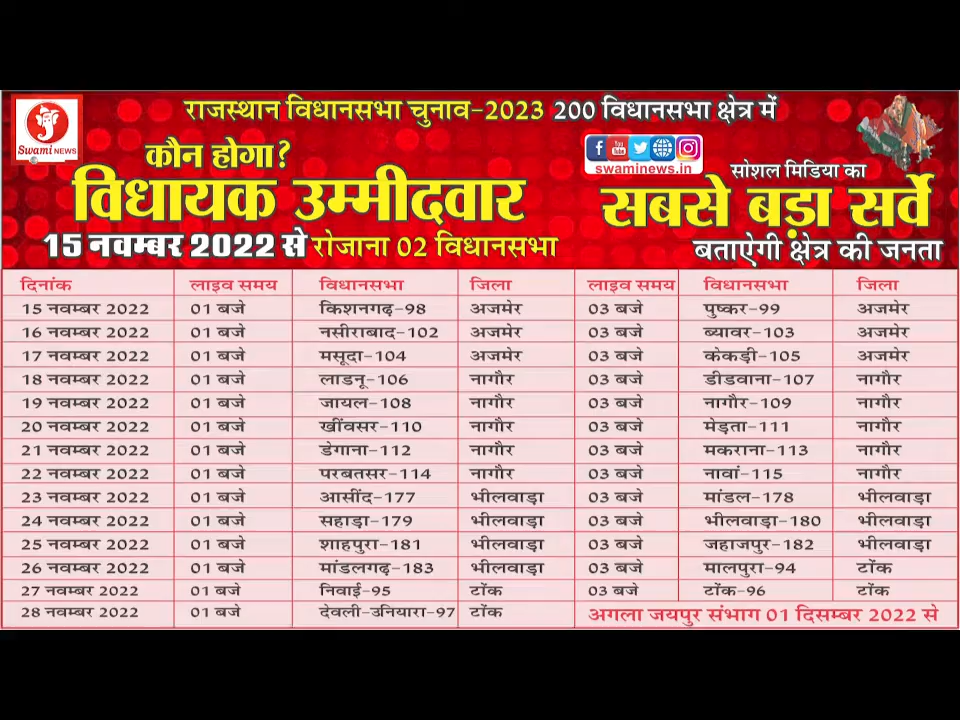 राजस्थान विधानसभा चुनाव-2023 200 विधानसभा क्षेत्र में
Swami NEWS
कौन होगा?
विधायक उम्मीदवार
15 नवम्बर 2022 से रोजाना 02 विधानसभा
You Tube
swaminews.in
सोशल मिडिया का
सबसे बड़ा सर्वे
बताऐगी क्षेत्र की जनता
दिनांक लाइव समय विधानसभा जिला लाइव समय विधानसभा जिला
15 नवम्बर 2022 01 बजे किशनगढ़-98 अजमेर 03 बजे पुष्कर-99 अजमेर
16 नवम्बर 2022 01 बजे नसीराबाद-102 अजमेर 03 बजे ब्यावर-103 अजमेर
17 नवम्बर 2022 01 बजे मसूदा-104 अजमेर 03 बजे केकड़ी-105 अजमेर
18 नवम्बर 2022 01 बजे लाडनू-106 नागौर 03 बजे डीडवाना-107 नागौर
19 नवम्बर 2022 01 बजे जायल-108 नागौर 03 बजे नागौर-109 नागौर
20 नवम्बर 2022 01 बजे खींवसर-110 नागौर 03 बजे मेड़ता-111 नागौर
21 नवम्बर 2022 01 बजे डेगाना-112 नागौर 03 बजे मकराना-113 नागौर
22 नवम्बर 2022 01 बजे परबतसर-114 नागौर 03 बजे नावां-115 नागौर
23 नवम्बर 2022 01 बजे आसींद-177 भीलवाड़ा 03 बजे मांडल-178 भीलवाड़ा
24 नवम्बर 2022 01 बजे सहाड़ा-179 भीलवाड़ा 03 बजे भीलवाड़ा-180 भीलवाड़ा
25 नवम्बर 2022 01 बजे शाहपुरा-181 भीलवाड़ा 03 बजे जहाजपुर-182 भीलवाड़ा
26 नवम्बर 2022 01 बजे मांडलगढ़-183 भीलवाड़ा 03 बजे मालपुरा-94 टोंक
27 नवम्बर 2022 01 बजे निवाई-95 टोंक 03 बजे टोंक-96 टोंक
28 नवम्बर 2022 01 बजे देवली-उनियारा-97 टोंक अगला जयपुर संभाग 01 दिसम्बर 2022 से